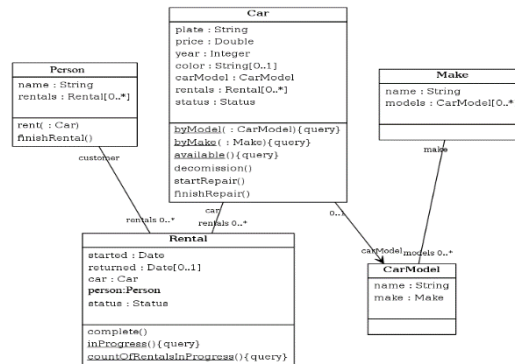 Car
plate : String
price : Double
year : Integer
color : String[0..1]
carModel : CarModel
rentals : Rental[0..*]
status : Status
byModel( : CarModel){query}
byMake( : Make){query}
available(){query}
decomission()
startRepair()
finishRepair()
Person
name : String
rentals : Rental[0..*]
rent( : Car)
finishRental()
Make
name : String
models : CarModel[0..*]
customer
make
rentals 0..*
car
rentals 0..*
0..1
carModel
models 0..*
Rental
started : Date
returned : Date[0..1]
car : Car
person:Person
status : Status
complete()
inProgress(){query}
countOfRentalsInProgress(){query}
CarModel
name : String
make : Make